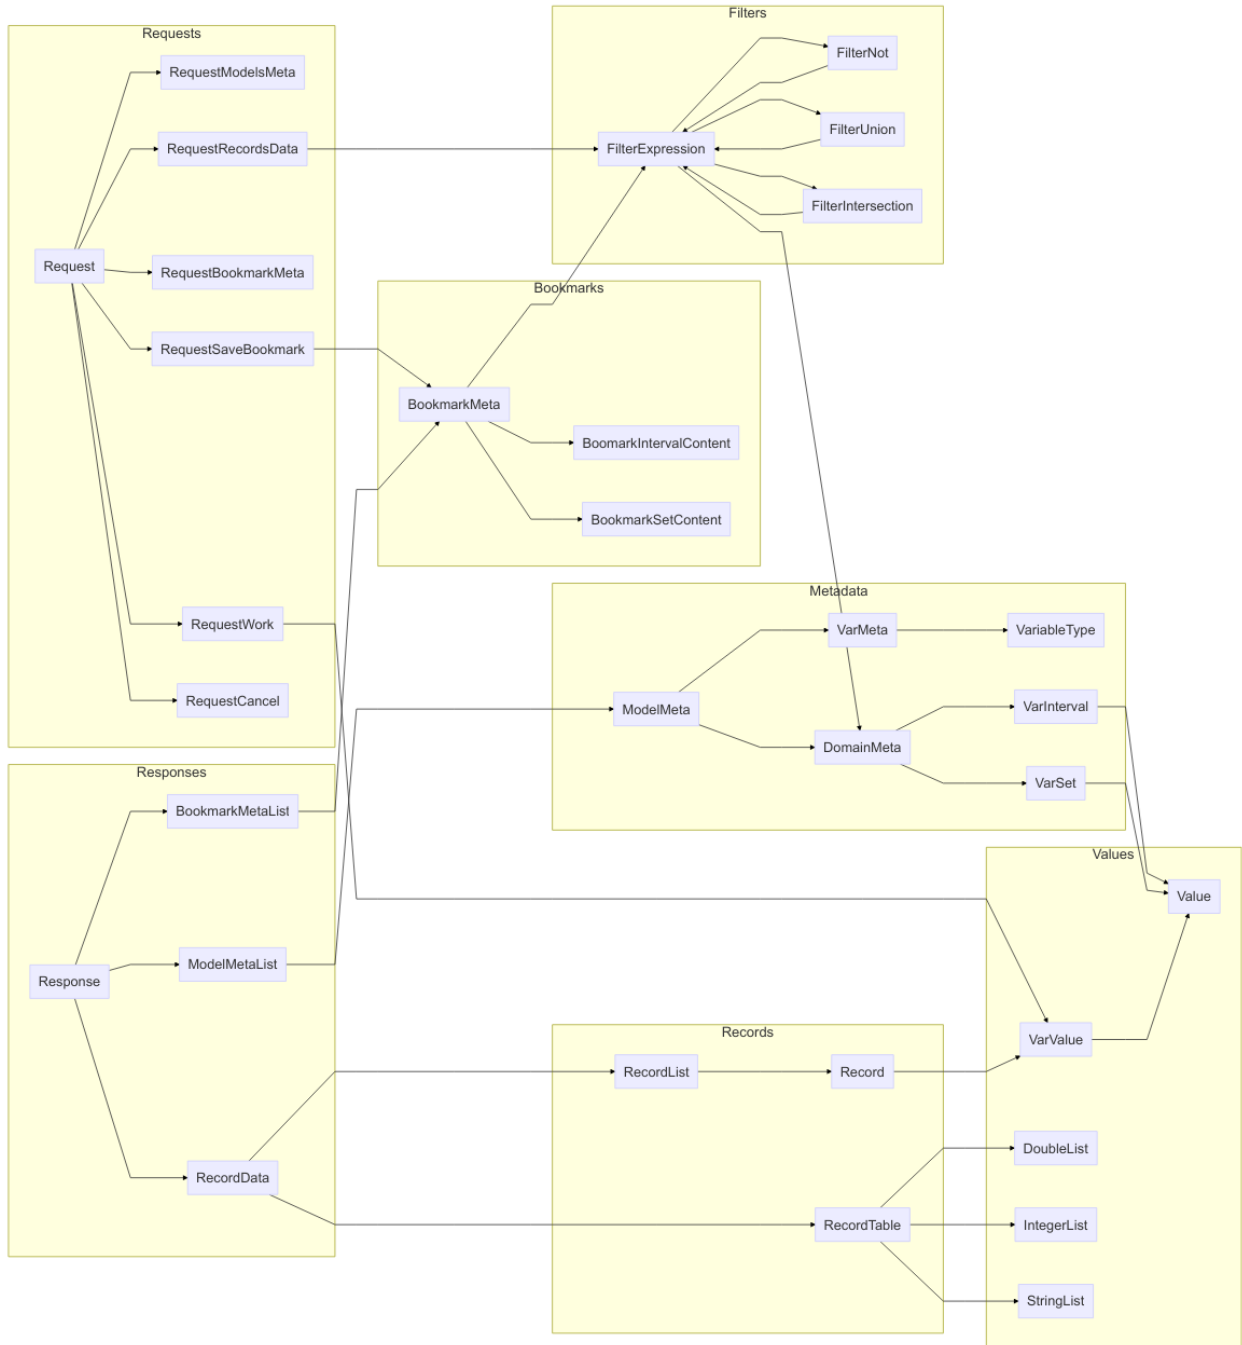 Requests
RequestModelsMeta
RequestRecordsData
Request
RequestBookmarkMeta
RequestSaveBookmark
RequestWork
RequestCancel
Filters
FilterNot
FilterUnion
FilterExpression
FilterIntersection
Bookmarks
BookmarkMeta
BoomarkIntervalContent
BookmarkSetContent
Metadata
VarMeta
VariableType
ModelMeta
VarInterval
DomainMeta
VarSet
Responses
BookmarkMetaList
ModelMetaList
Response
RecordData
Records
RecordList
Record
RecordTable
Values
Value
VarValue
DoubleList
IntegerList
StringList